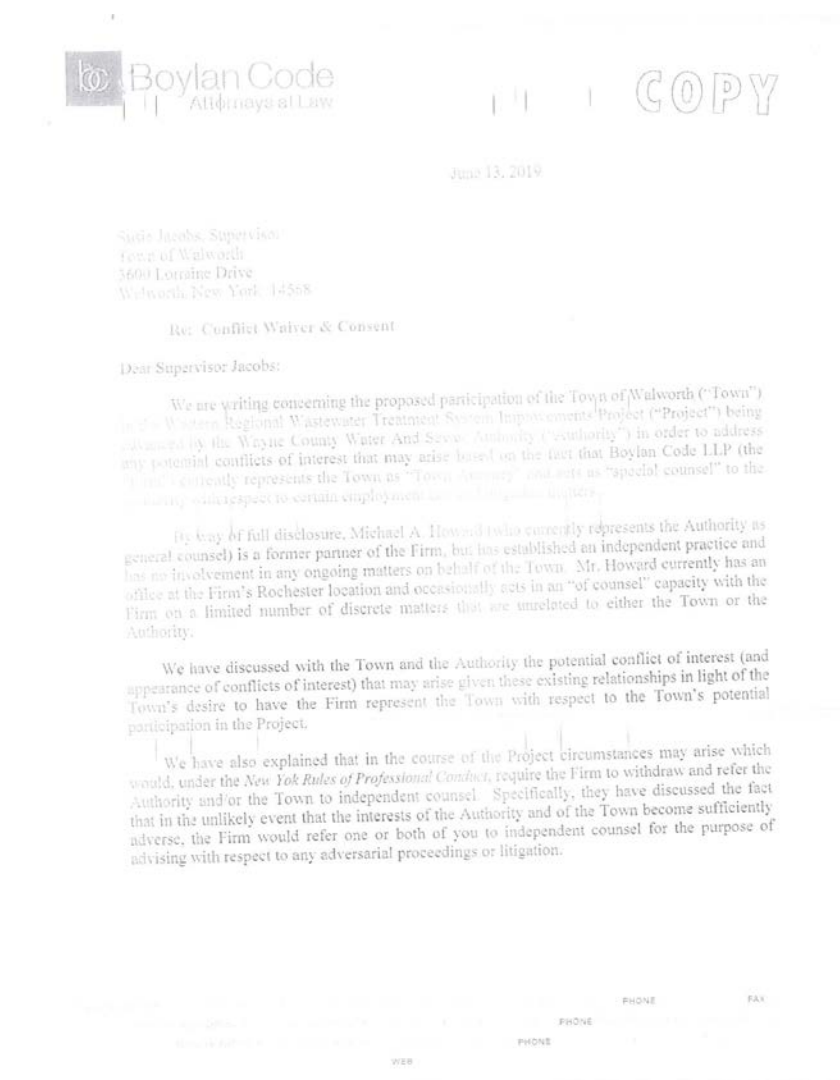 bc Boylan Code
Attorneys at Law
COPY
June 13, 2019
Susie Jacobs, Supervisor
Town of Walworth
3600 Lorraine Drive
Walworth, New York 14568
Re: Conflict Waiver & Consent
Dear Supervisor Jacobs:
We are writing concerning the proposed participation of the Town of Walworth (“Town”)
in the Western Regional Wastewater Treatment System Improvements Project (“Project”) being
advanced by the Wayne County Water And Sewer Authority (“Authority”) in order to address
any potential conflicts of interest that may arise based on the fact that Boylan Code LLP (the
currently represents the Town as “Town Attorney” and acts as “special counsel” to the
with respect to certain employment matters.
By way of full disclosure, Michael A. Howard (who currently represents the Authority as
general counsel) is a former partner of the Firm, but has established an independent practice and
has no involvement in any ongoing matters on behalf of the Town. Mr. Howard currently has an
office at the Firm's Rochester location and occasionally acts in an “of counsel” capacity with the
Firm on a limited number of discrete matters that are unrelated to either the Town or the
Authority.
We have discussed with the Town and the Authority the potential conflict of interest (and
appearance of conflicts of interest) that may arise given these existing relationships in light of the
Town's desire to have the Firm represent the Town with respect to the Town's potential
participation in the Project.
We have also explained that in the course of the Project circumstances may arise which
would, under the New Yok Rules of Professional Conduct, require the Firm to withdraw and refer the
Authority and/or the Town to independent counsel. Specifically, they have discussed the fact
that in the unlikely event that the interests of the Authority and of the Town become sufficiently
adverse, the Firm would refer one or both of you to independent counsel for the purpose of
advising with respect to any adversarial proceedings or litigation.
PHONE FAX
PHONE
PHONE
WEB